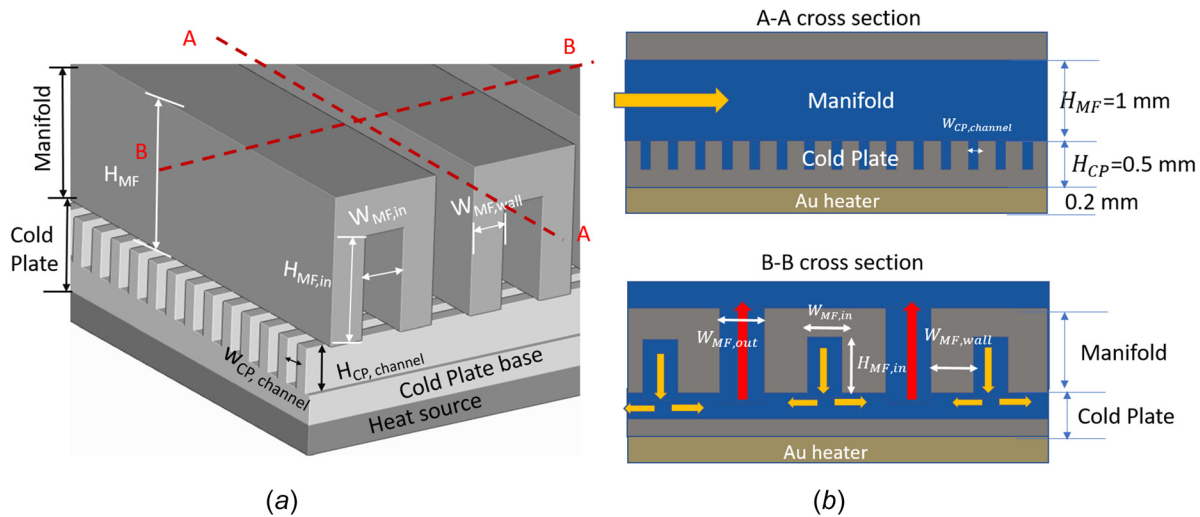 A
B
Manifold
B
H_MF
W_MF,in
W_MF,wall
A
H_MF,in
Cold
Plate
W_CP, channel
H_CP, channel
Cold Plate base
Heat source
(a)
A-A cross section
Manifold
H_MF=1 mm
W_CP,channel
Cold Plate
H_CP=0.5 mm
Au heater
0.2 mm
B-B cross section
W_MF,in
W_MF,out
W_MF,wall
H_MF,in
Manifold
Cold Plate
Au heater
(b)